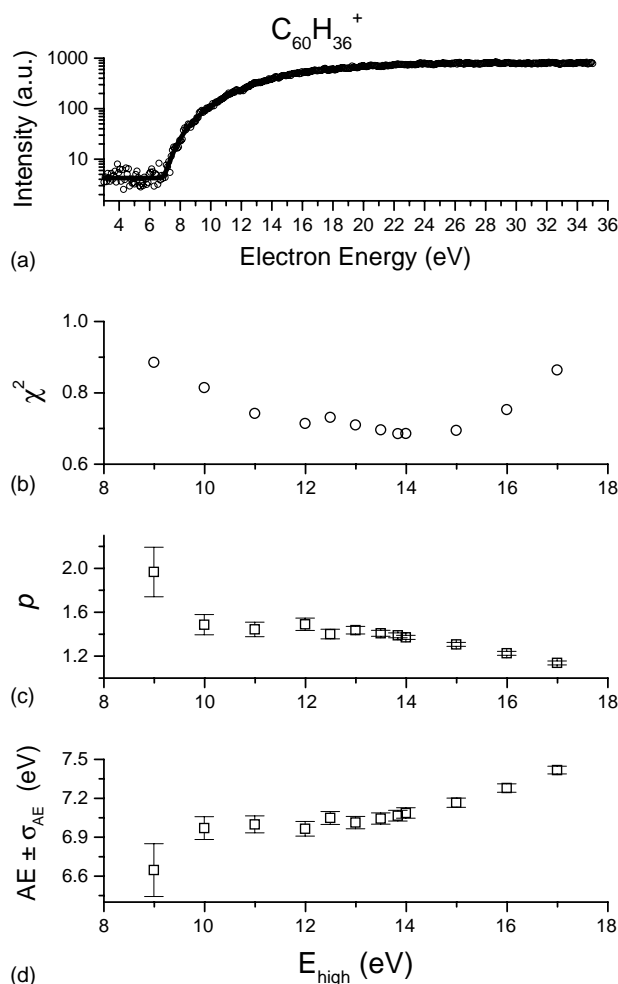 C₆₀H₃₆⁺
Intensity (a.u.)
1000
100
10
4 6 8 10 12 14 16 18 20 22 24 26 28 30 32 34 36
Electron Energy (eV)
(a)
χ²
1.0
0.8
0.6
8 10 12 14 16 18
(b)
p
2.0
1.6
1.2
8 10 12 14 16 18
(c)
AE ± σ_AE (eV)
7.5
7.2
6.9
6.6
8 10 12 14 16 18
E_high (eV)
(d)